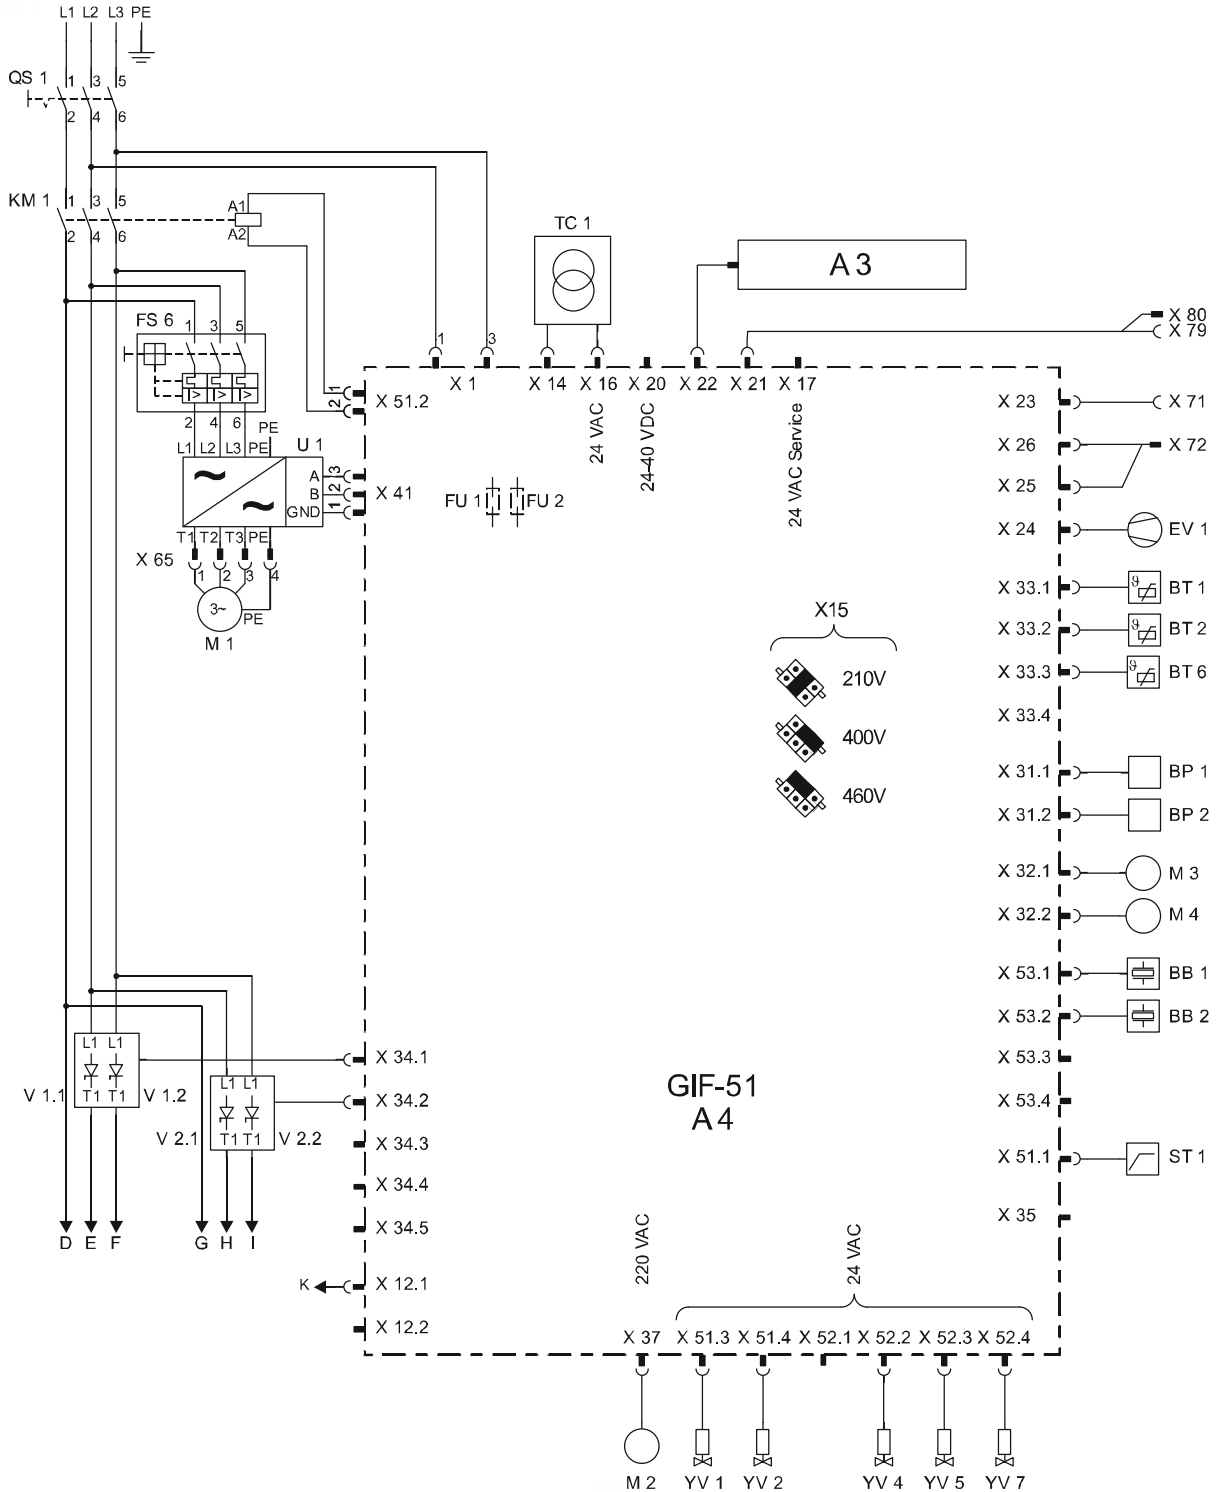 L1 L2 L3 PE
QS 1
1 3 5
2 4 6
KM 1
1 3 5
2 4 6
A1
A2
TC 1
A 3
X 80
X 79
FS 6
1 3 5
2 4 6
1 3
X 1 X 14 X 16 X 20 X 22 X 21 X 17
24 VAC
24-40 VDC
24 VAC Service
1
2
X 51.2
X 23 X 71
X 26 X 72
X 25
PE
L1 L2 L3 PE
U 1
A 3
B 2
GND 1
X 41
FU 1 FU 2
X 24 EV 1
T1 T2 T3 PE
X 65
1 2 3 4
3~
PE
M 1
X 33.1 BT 1
X 33.2 BT 2
X 33.3 BT 6
X 33.4
X15
210V
400V
460V
X 31.1 BP 1
X 31.2 BP 2
X 32.1 M 3
X 32.2 M 4
X 53.1 BB 1
X 53.2 BB 2
X 53.3
X 53.4
X 51.1 ST 1
X 35
L1 L1
V 1.1 T1 T1 V 1.2
L1 L1
V 2.1 T1 T1 V 2.2
X 34.1
X 34.2
X 34.3
X 34.4
X 34.5
GIF-51
A 4
D E F G H I
K X 12.1
X 12.2
220 VAC
24 VAC
X 37 X 51.3 X 51.4 X 52.1 X 52.2 X 52.3 X 52.4
M 2 YV 1 YV 2 YV 4 YV 5 YV 7